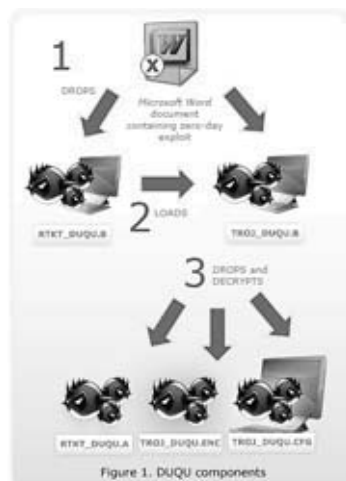 1
DROPS
W
X
Microsoft Word
document
containing zero-day
exploit
RTKT_DUQU.B
2
LOADS
TROJ_DUQU.B
3
DROPS and
DECRYPTS
RTKT_DUQU.A
TROJ_DUQU.ENC
TROJ_DUQU.CFG
Figure 1. DUQU components